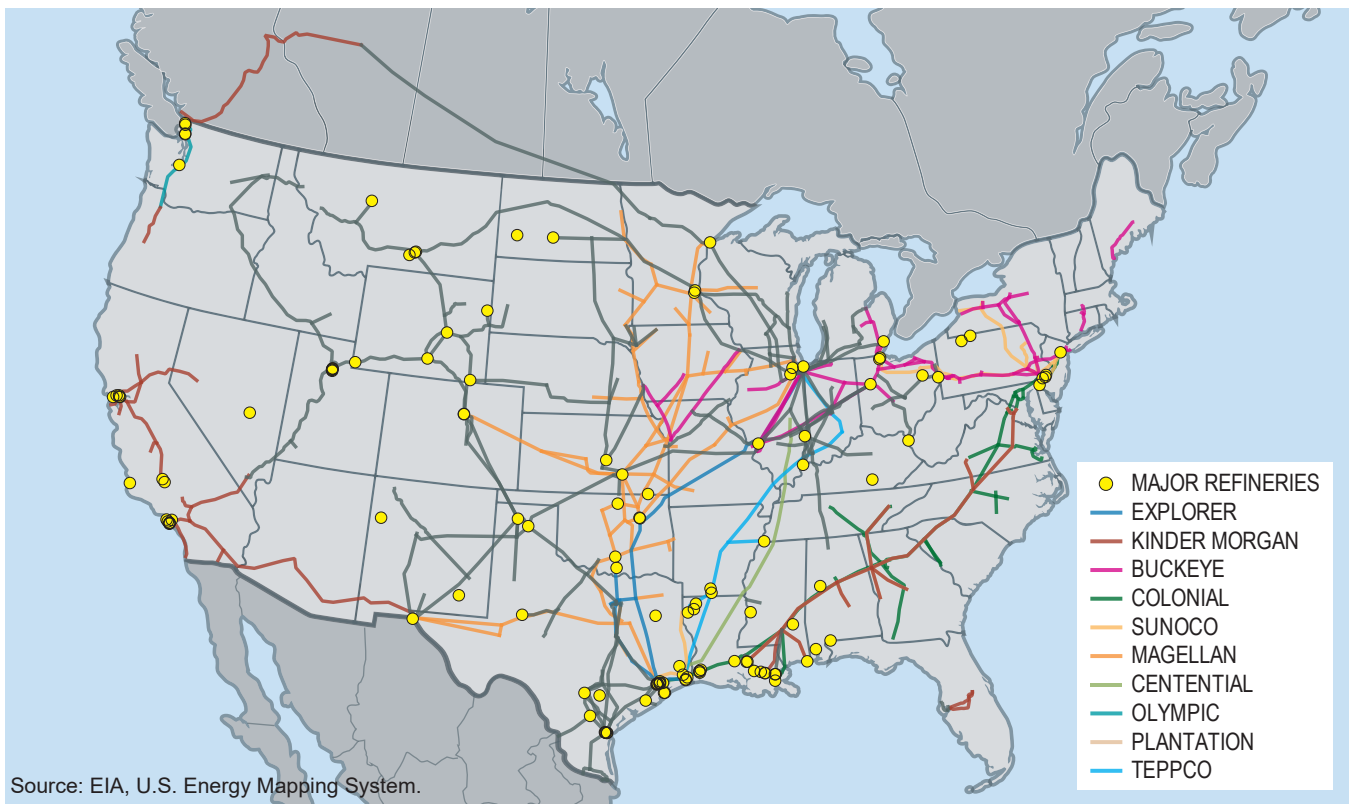 MAJOR REFINERIES
EXPLORER
KINDER MORGAN
BUCKEYE
COLONIAL
SUNOCO
MAGELLAN
CENTENTIAL
OLYMPIC
PLANTATION
TEPPCO
Source: EIA, U.S. Energy Mapping System.